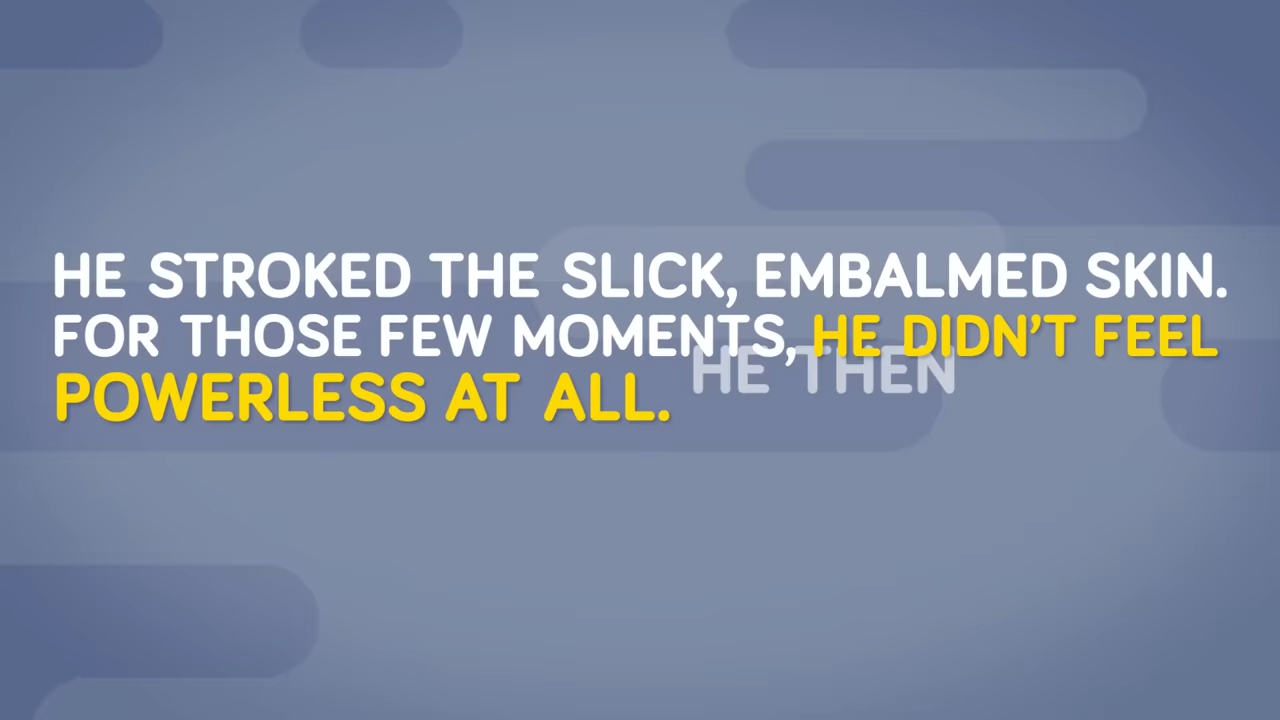 HE STROKED THE SLICK, EMBALMED SKIN.
FOR THOSE FEW MOMENTS, HE DIDN'T FEEL
POWERLESS AT ALL. HE THEN